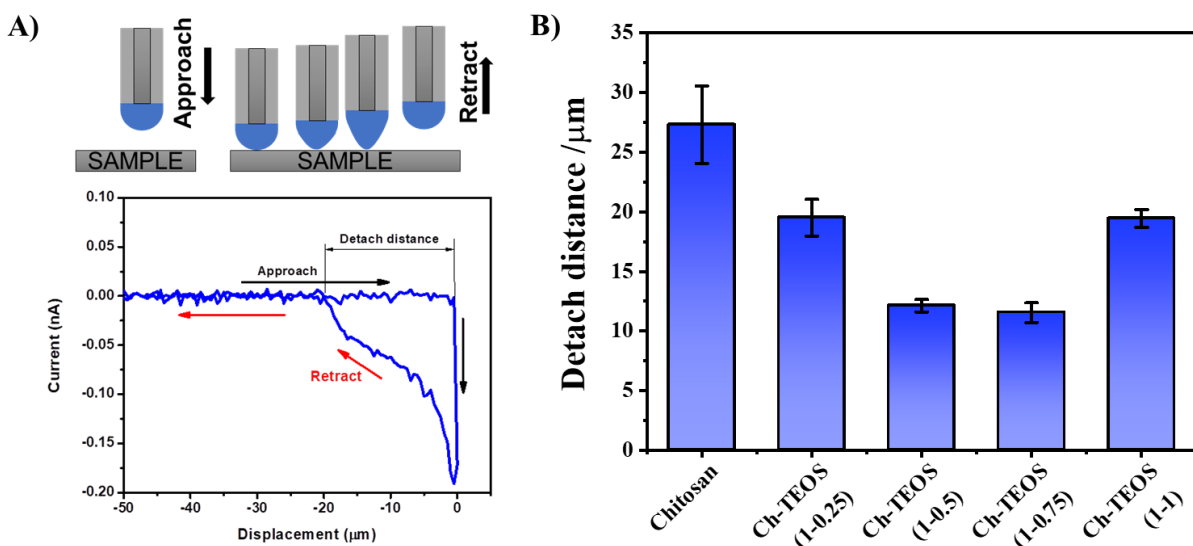 A)
Approach
Retract
SAMPLE
SAMPLE
0.10
0.05
0.00
-0.05
-0.10
-0.15
-0.20
Current (nA)
Detach distance
Approach
Retract
-50
-40
-30
-20
-10
0
Displacement (µm)
B)
Detach distance /µm
35
30
25
20
15
10
5
0
Chitosan
Ch-TEOS
(1-0.25)
Ch-TEOS
(1-0.5)
Ch-TEOS
(1-0.75)
Ch-TEOS
(1-1)